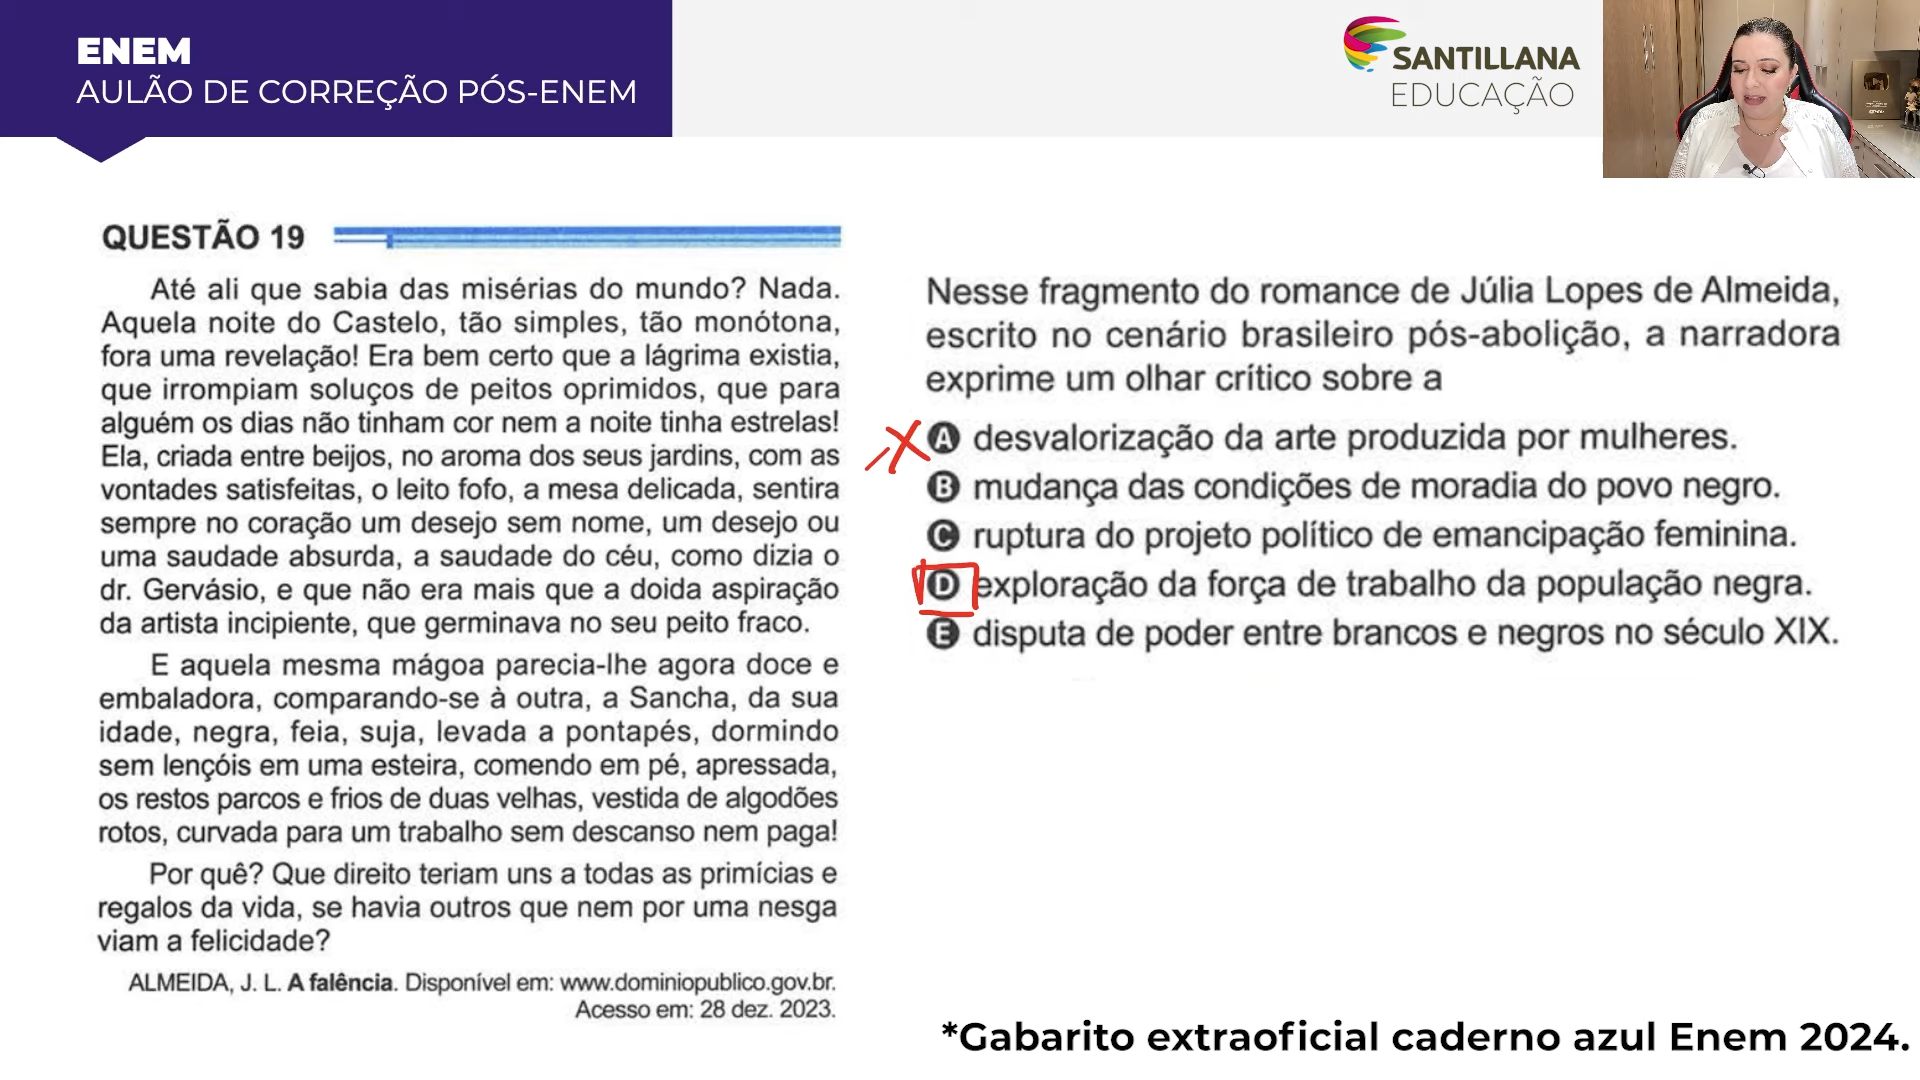 ENEM
AULÃO DE CORREÇÃO PÓS-ENEM
SANTILLANA
EDUCAÇÃO
QUESTÃO 19
Até ali que sabia das misérias do mundo? Nada.
Aquela noite do Castelo, tão simples, tão monótona,
fora uma revelação! Era bem certo que a lágrima existia,
que irrompiam soluços de peitos oprimidos, que para
alguém os dias não tinham cor nem a noite tinha estrelas!
Ela, criada entre beijos, no aroma dos seus jardins, com as
vontades satisfeitas, o leito fofo, a mesa delicada, sentira
sempre no coração um desejo sem nome, um desejo ou
uma saudade absurda, a saudade do céu, como dizia o
dr. Gervásio, e que não era mais que a doida aspiração
da artista incipiente, que germinava no seu peito fraco.
E aquela mesma mágoa parecia-lhe agora doce e
embaladora, comparando-se à outra, a Sancha, da sua
idade, negra, feia, suja, levada a pontapés, dormindo
sem lençóis em uma esteira, comendo em pé, apressada,
os restos parcos e frios de duas velhas, vestida de algodões
rotos, curvada para um trabalho sem descanso nem paga!
Por quê? Que direito teriam uns a todas as primícias e
regalos da vida, se havia outros que nem por uma nesga
viam a felicidade?
ALMEIDA, J. L. A falência. Disponível em: www.dominiopublico.gov.br.
Acesso em: 28 dez. 2023.
Nesse fragmento do romance de Júlia Lopes de Almeida,
escrito no cenário brasileiro pós-abolição, a narradora
exprime um olhar crítico sobre a
A desvalorização da arte produzida por mulheres.
B mudança das condições de moradia do povo negro.
C ruptura do projeto político de emancipação feminina.
D exploração da força de trabalho da população negra.
E disputa de poder entre brancos e negros no século XIX.
*Gabarito extraoficial caderno azul Enem 2024.